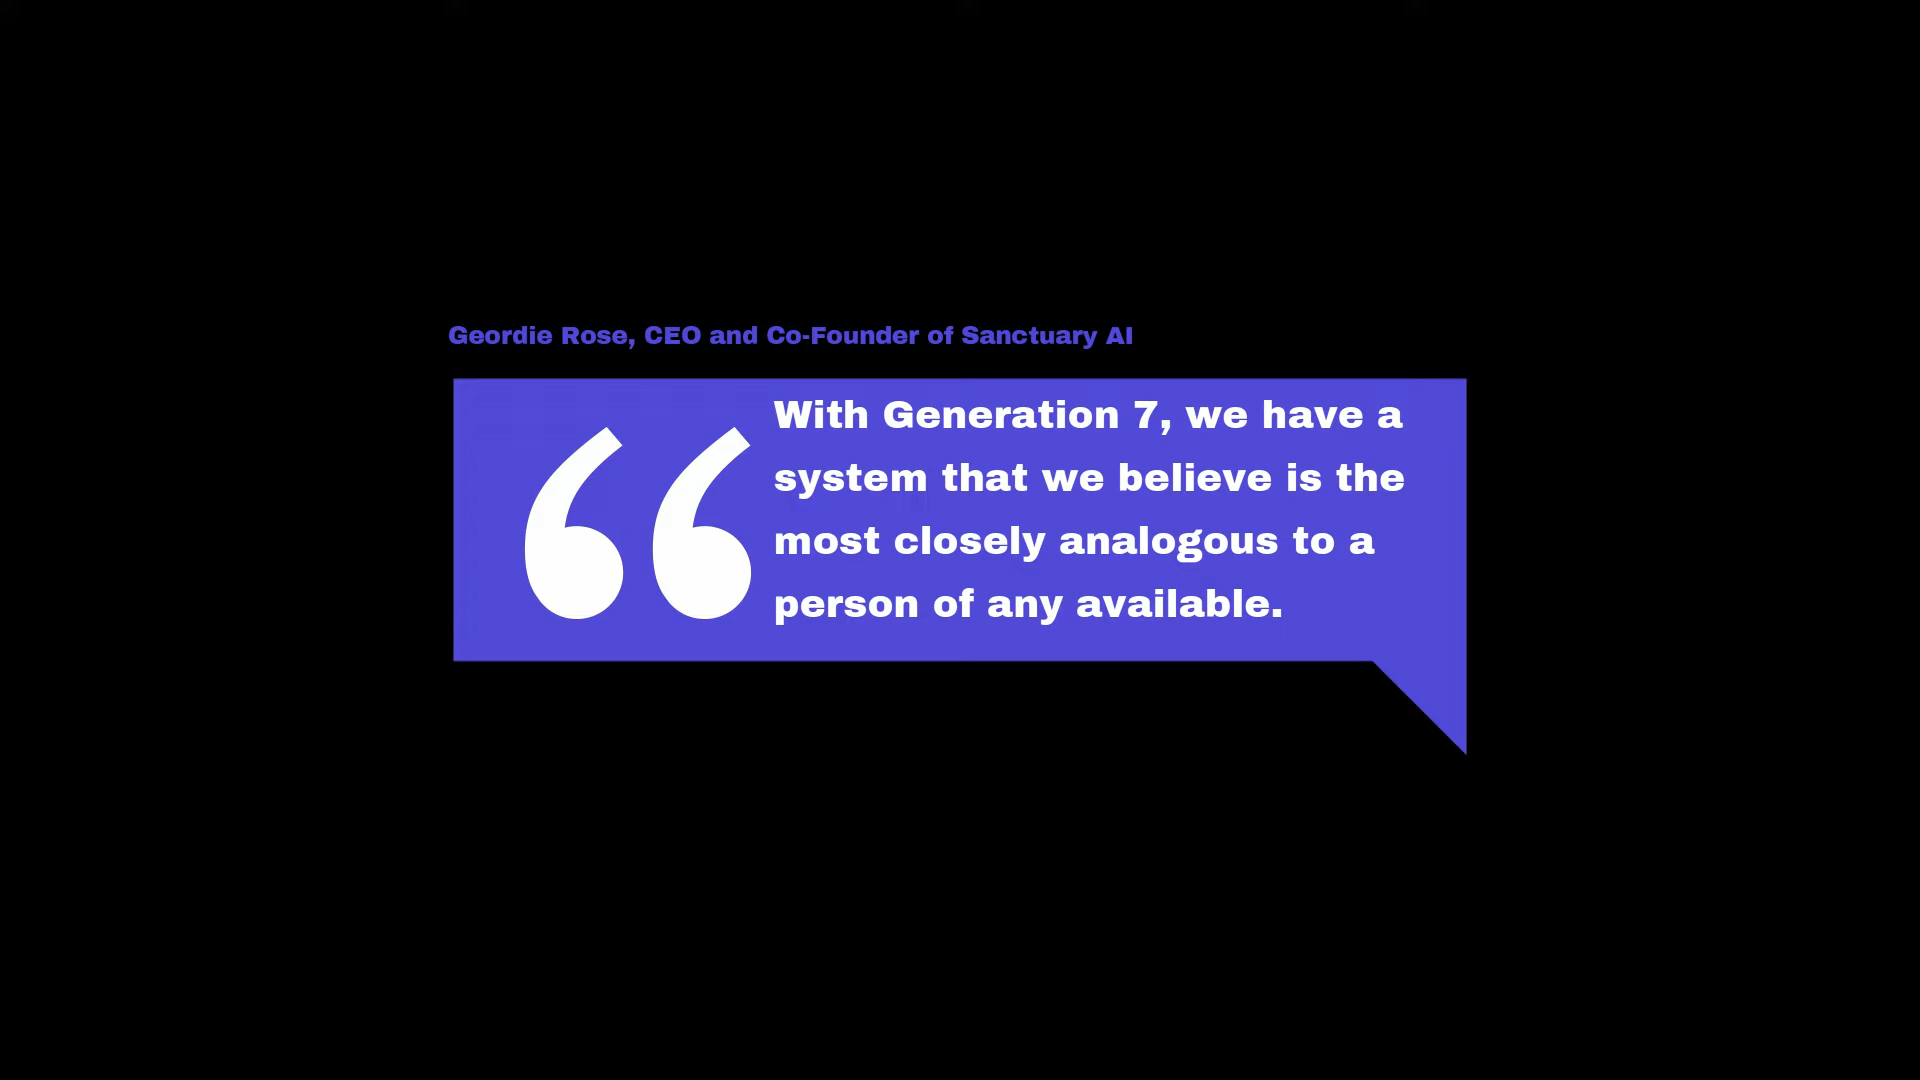 Geordie Rose, CEO and Co-Founder of Sanctuary AI
“
With Generation 7, we have a
system that we believe is the
most closely analogous to a
person of any available.